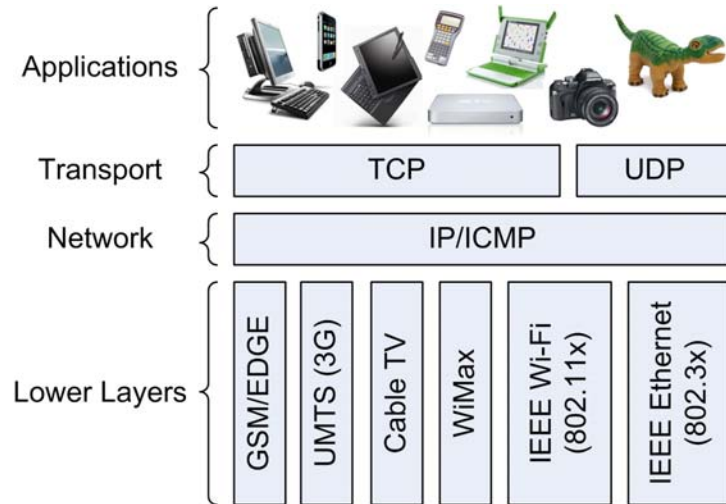 Applications
Transport
TCP
UDP
Network
IP/ICMP
Lower Layers
GSM/EDGE
UMTS (3G)
Cable TV
WiMax
IEEE Wi-Fi
(802.11x)
IEEE Ethernet
(802.3x)